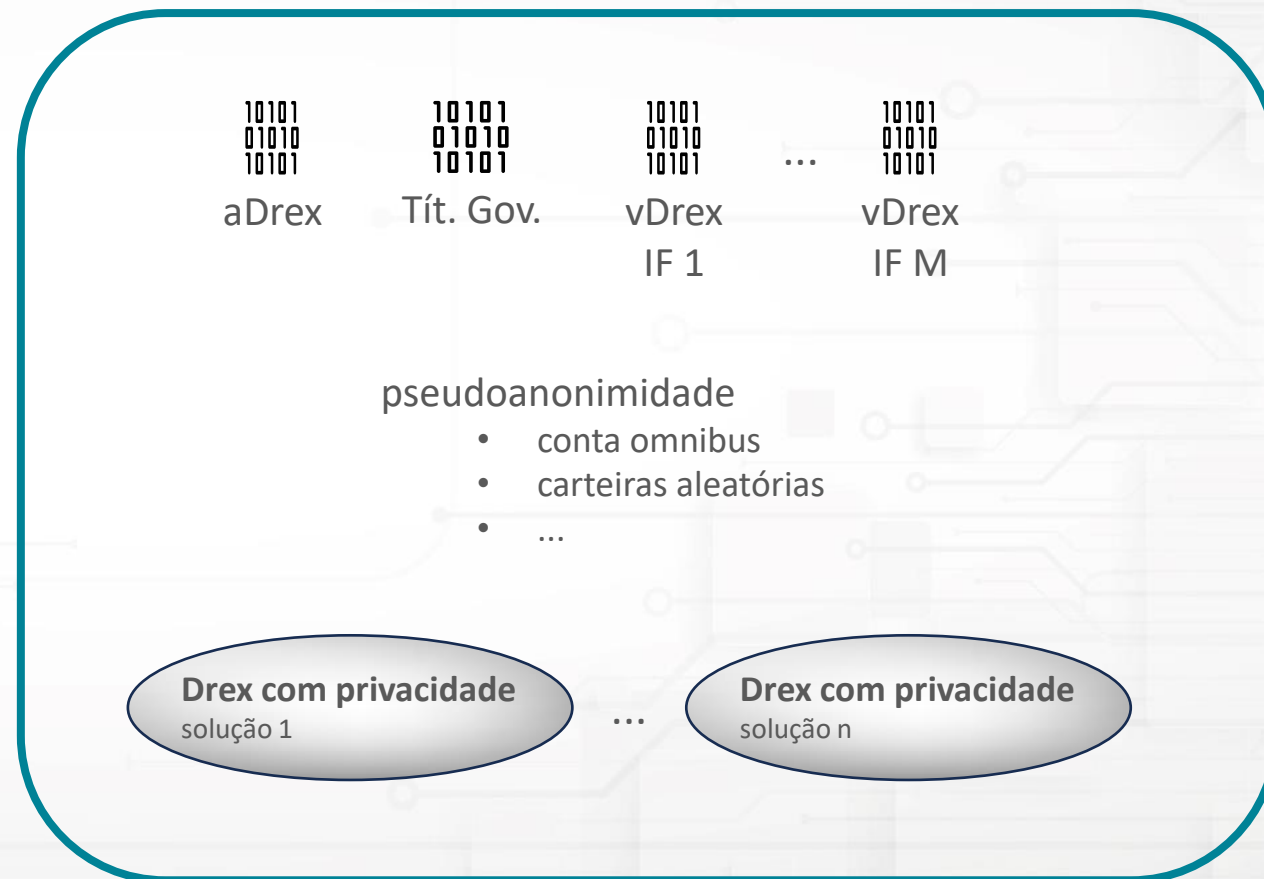 10101 10101 10101 10101
01010 01010 01010 ... 01010
10101 10101 10101 10101
aDrex Tít. Gov. vDrex vDrex
IF 1 IF M
pseudoanonimidade
• conta omnibus
• carteiras aleatórias
• ...
Drex com privacidade ... Drex com privacidade
solução 1 solução n